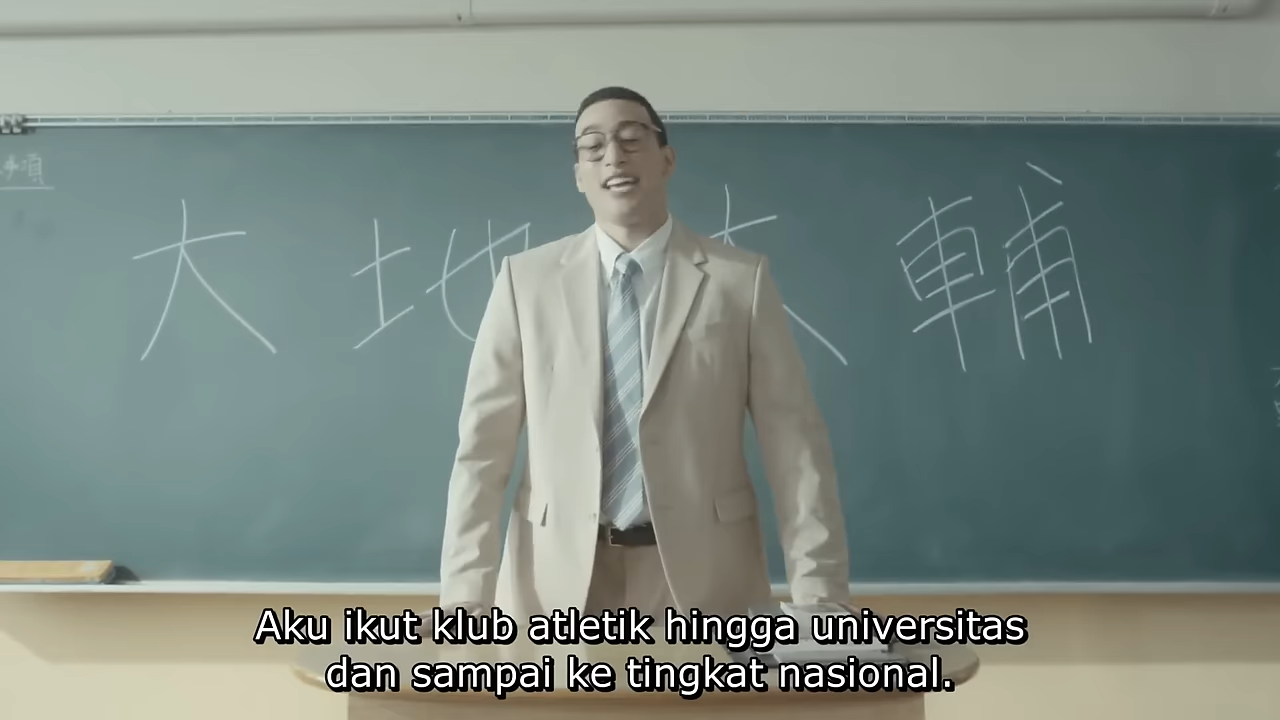 大地大輔
Aku ikut klub atletik hingga universitas
dan sampai ke tingkat nasional.